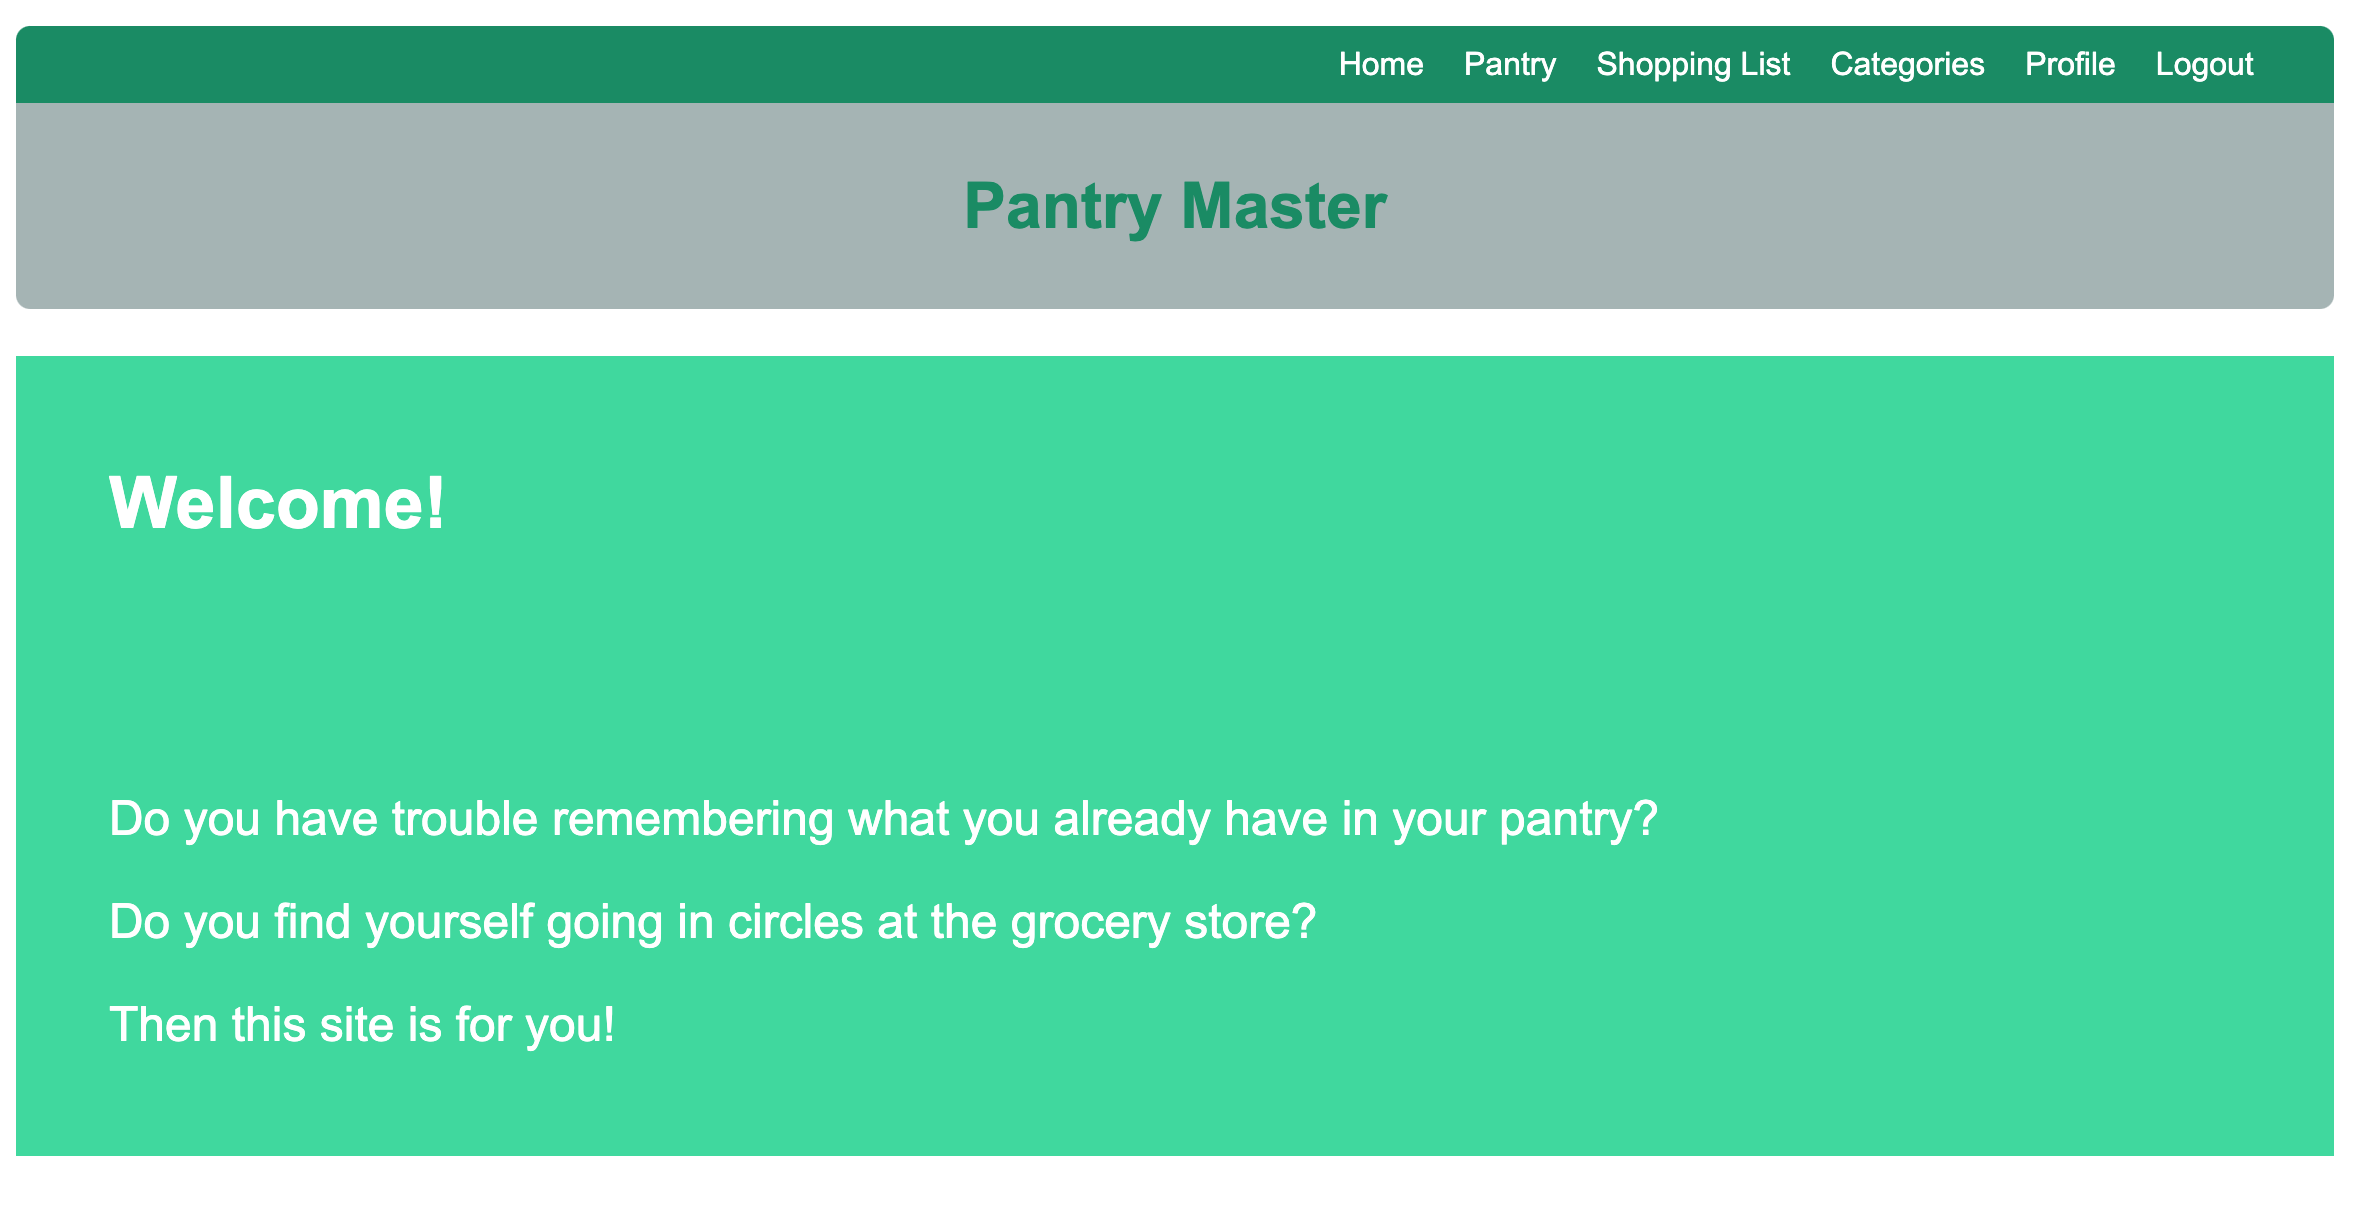 Home Pantry Shopping List Categories Profile Logout
Pantry Master
Welcome!
Do you have trouble remembering what you already have in your pantry?
Do you find yourself going in circles at the grocery store?
Then this site is for you!